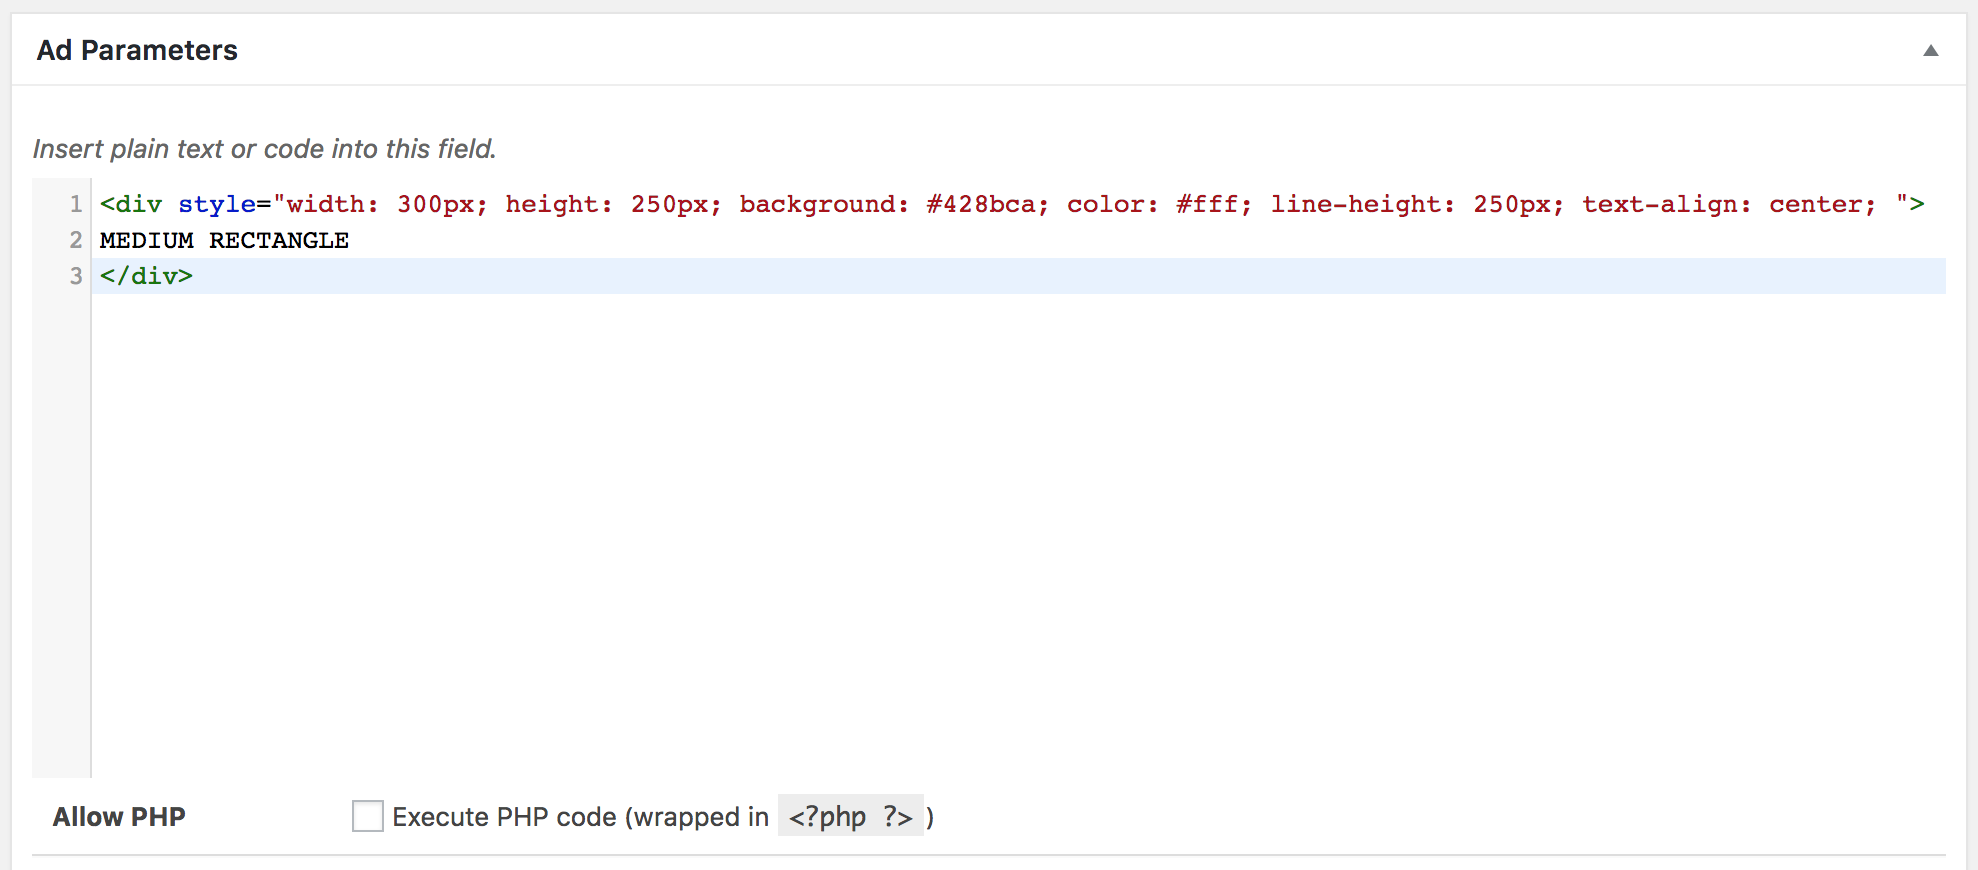 Ad Parameters
Insert plain text or code into this field.
1 <div style="width: 300px; height: 250px; background: #428bca; color: #fff; line-height: 250px; text-align: center; ">
2 MEDIUM RECTANGLE
3 </div>
Allow PHP Execute PHP code (wrapped in <?php ?> )